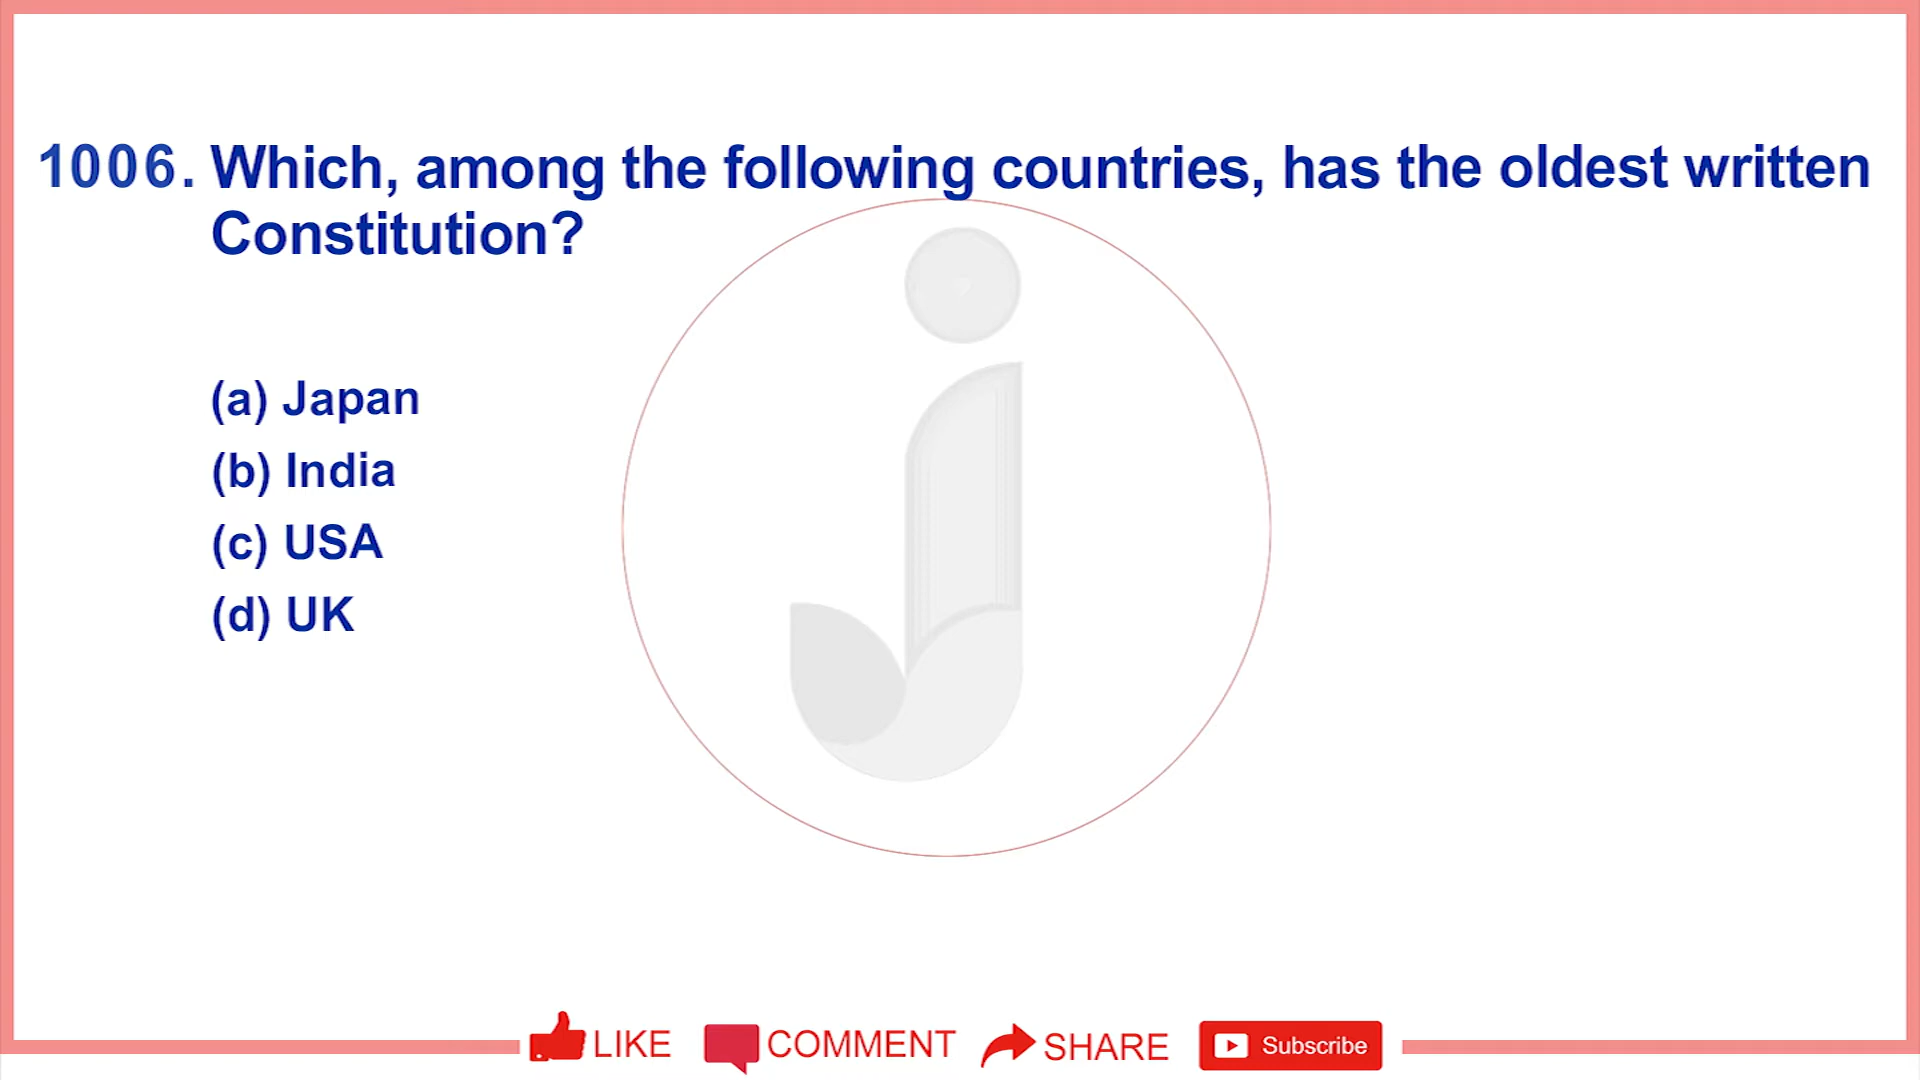 1006. Which, among the following countries, has the oldest written
Constitution?
(a) Japan
(b) India
(c) USA
(d) UK
LIKE COMMENT SHARE Subscribe